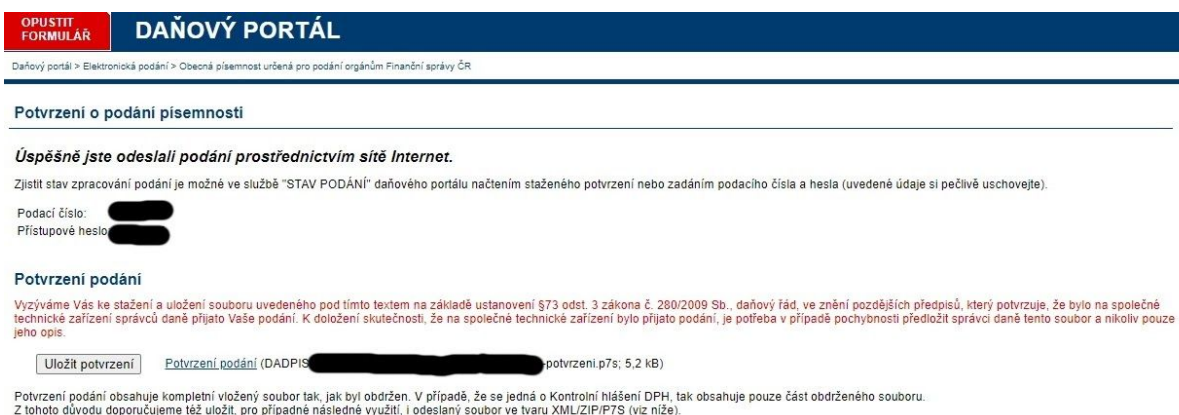 OPUSTIT
FORMULÁŘ
DAŇOVÝ PORTÁL
Daňový portál > Elektronická podání > Obecná písemnost určená pro podání orgánům Finanční správy ČR
Potvrzení o podání písemnosti
Úspěšně jste odeslali podání prostřednictvím sítě Internet.
Zjistit stav zpracování podání je možné ve službě "STAV PODÁNÍ" daňového portálu načtením staženého potvrzení nebo zadáním podacího čísla a hesla (uvedené údaje si pečlivě uschovejte).
Podací číslo:
Přístupové heslo
Potvrzení podání
Vyzýváme Vás ke stažení a uložení souboru uvedeného pod tímto textem na základě ustanovení §73 odst. 3 zákona č. 280/2009 Sb., daňový řád, ve znění pozdějších předpisů, který potvrzuje, že bylo na společné
technické zařízení správců daně přijato Vaše podání. K doložení skutečnosti, že na společné technické zařízení bylo přijato podání, je potřeba v případě pochybnosti předložit správci daně tento soubor a nikoliv pouze
jeho opis.
Uložit potvrzení Potvrzení podání (DADPIS -potvrzeni.p7s; 5,2 kB)
Potvrzení podání obsahuje kompletní vložený soubor tak, jak byl obdržen. V případě, že se jedná o Kontrolní hlášení DPH, tak obsahuje pouze část obdrženého souboru.
Z tohoto důvodu doporučujeme též uložit, pro případné následné využití, i odeslaný soubor ve tvaru XML/ZIP/P7S (viz níže).